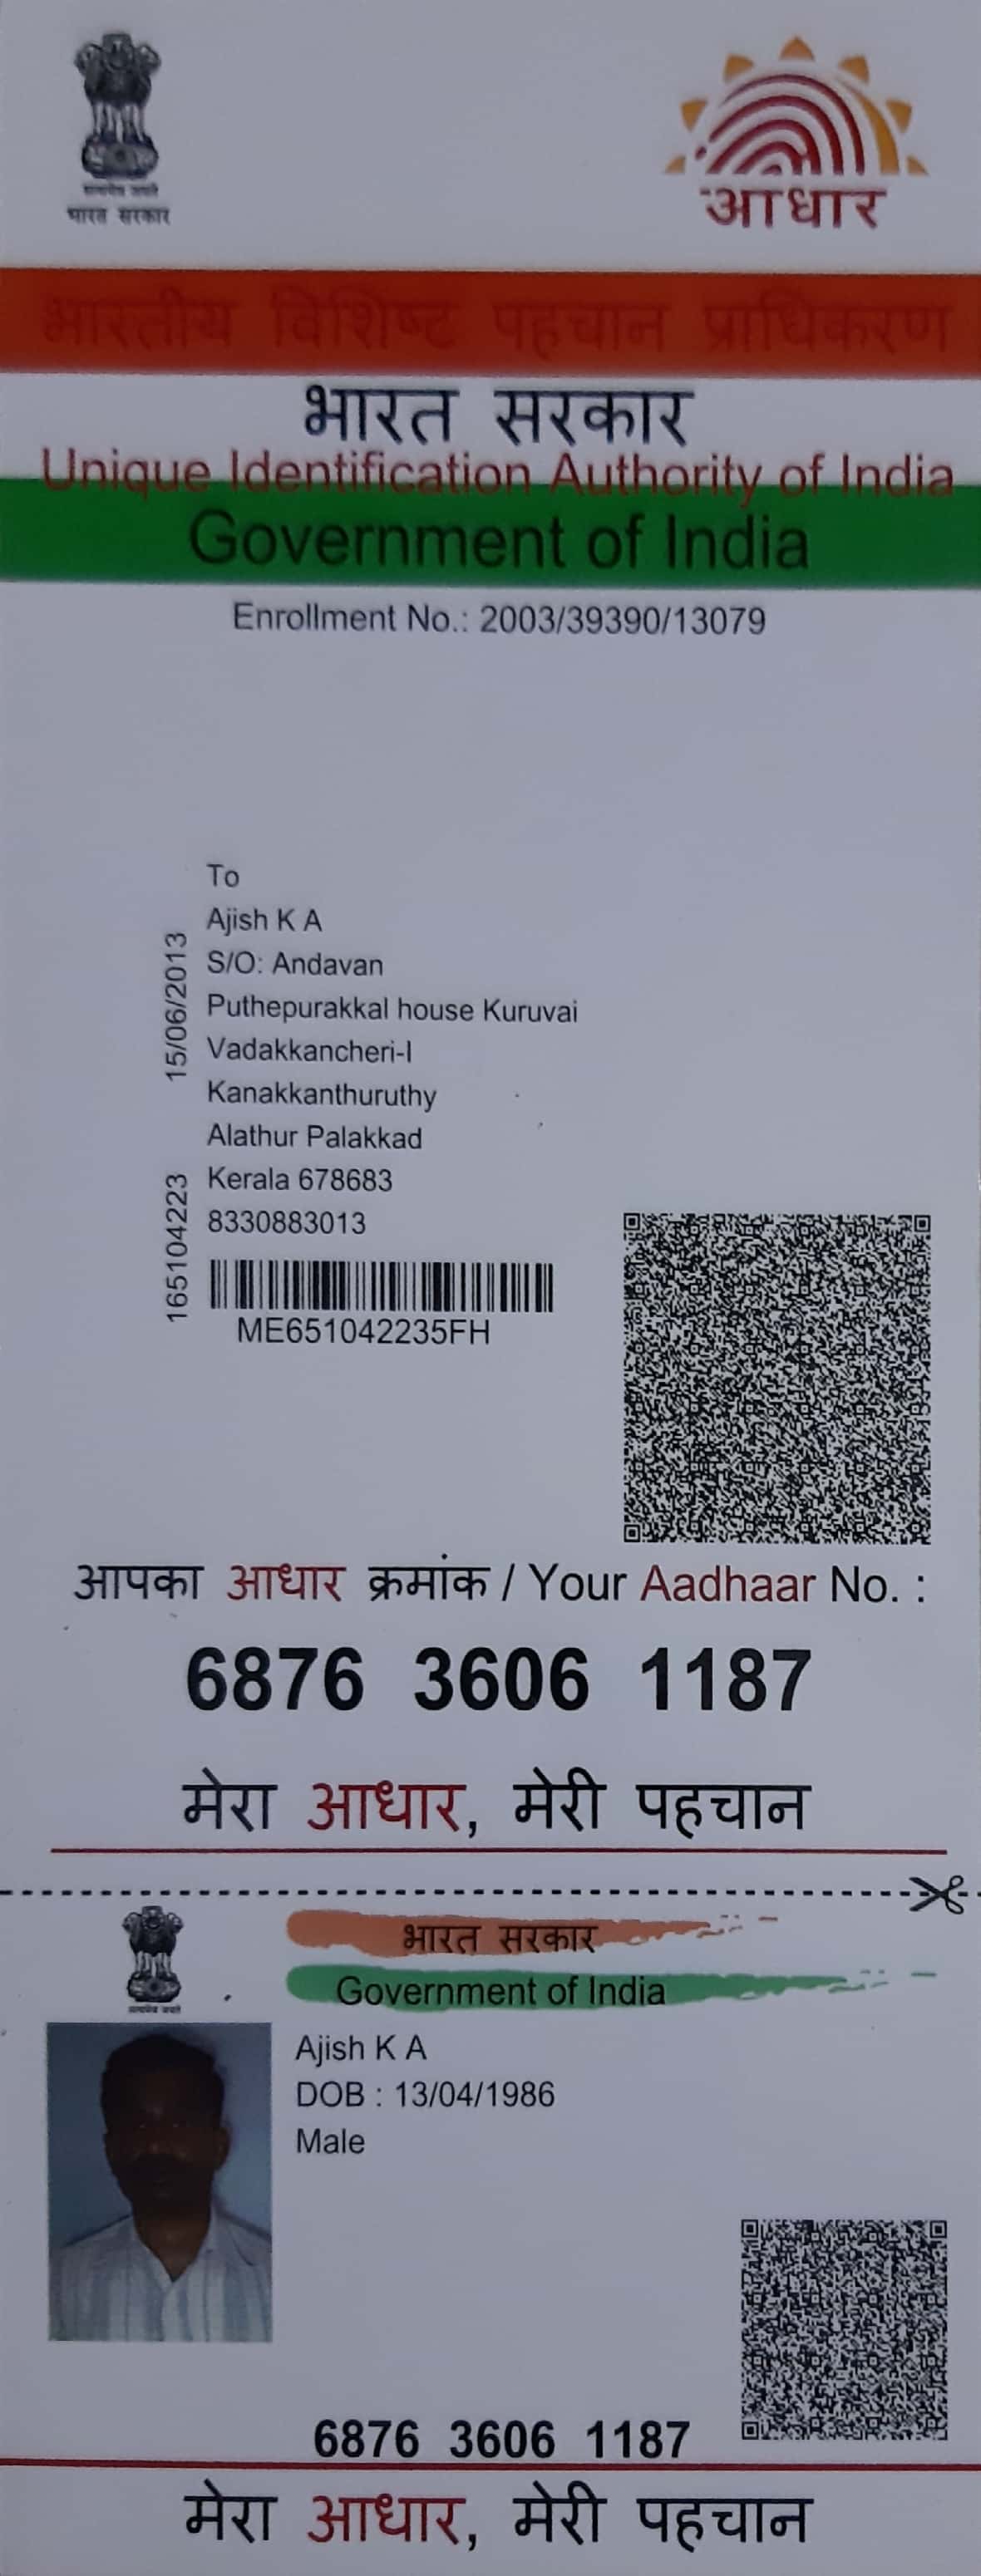 सत्यमेव जयते
भारत सरकार
आधार
भारतीय विशिष्ट पहचान प्राधिकरण
भारत सरकार
Unique Identification Authority of India
Government of India
Enrollment No.: 2003/39390/13079
To
Ajish K A
S/O: Andavan
Puthepurakkal house Kuruvai
Vadakkancheri-I
Kanakkanthuruthy
Alathur Palakkad
Kerala 678683
8330883013
15/06/2013
165104223
ME651042235FH
आपका आधार क्रमांक / Your Aadhaar No. :
6876 3606 1187
मेरा आधार, मेरी पहचान
भारत सरकार
Government of India
सत्यमेव जयते
Ajish K A
DOB : 13/04/1986
Male
6876 3606 1187
मेरा आधार, मेरी पहचान